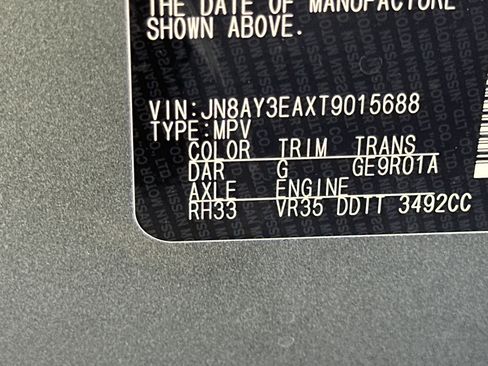 THE DATE OF MANUFACTURE
SHOWN ABOVE.
VIN:JN8AY3EAXT9015688
TYPE:MPV
COLOR TRIM TRANS
DAR G GE9R01A
AXLE ENGINE
RH33 VR35 DDTT 3492CC